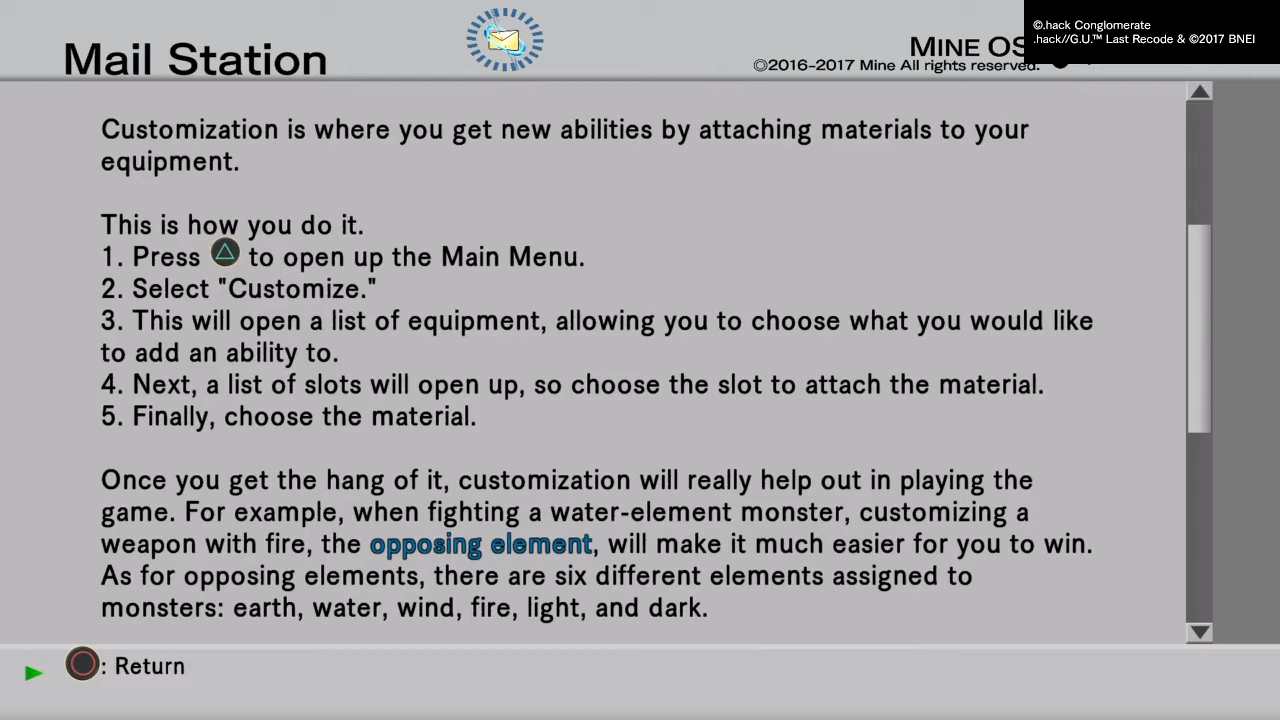 Mail Station
MINE OS
©2016-2017 Mine All rights reserved.
©.hack Conglomerate
.hack//G.U.™ Last Recode & ©2017 BNEI
Customization is where you get new abilities by attaching materials to your
equipment.
This is how you do it.
1. Press to open up the Main Menu.
2. Select "Customize."
3. This will open a list of equipment, allowing you to choose what you would like
to add an ability to.
4. Next, a list of slots will open up, so choose the slot to attach the material.
5. Finally, choose the material.
Once you get the hang of it, customization will really help out in playing the
game. For example, when fighting a water-element monster, customizing a
weapon with fire, the opposing element, will make it much easier for you to win.
As for opposing elements, there are six different elements assigned to
monsters: earth, water, wind, fire, light, and dark.
: Return